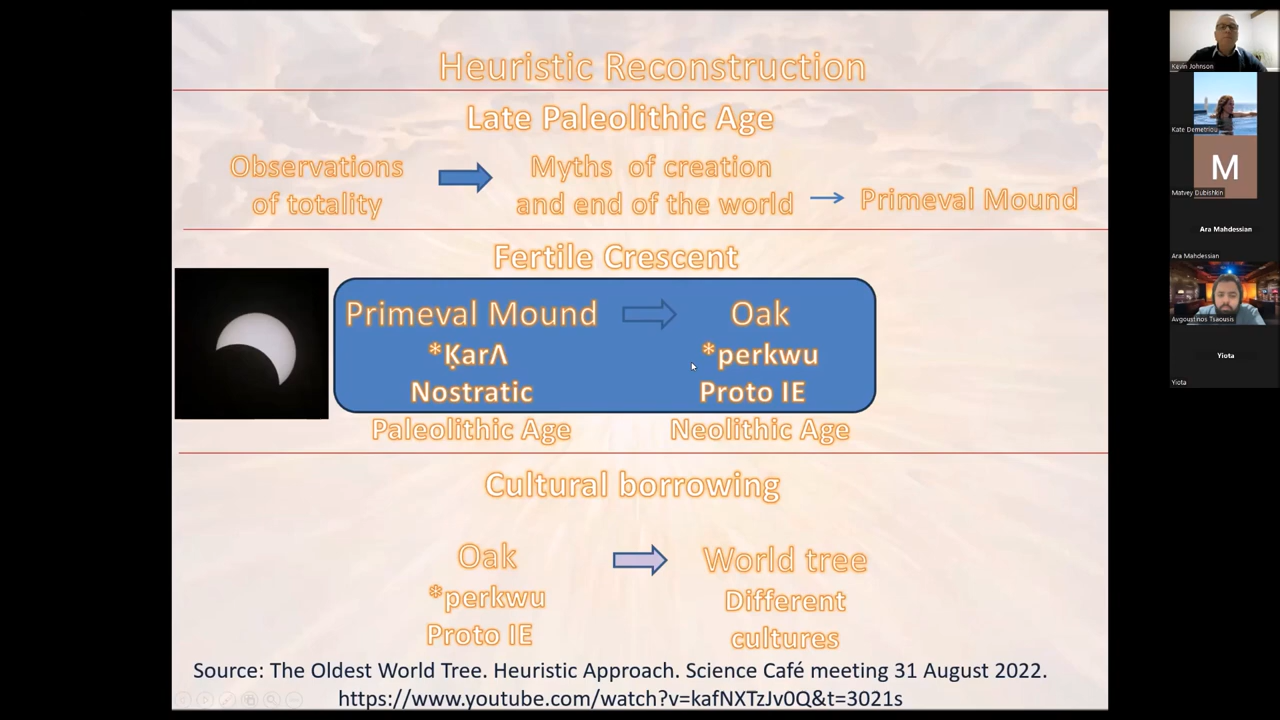 Heuristic Reconstruction
Late Paleolithic Age
Observations
of totality
Myths of creation
and end of the world
Primeval Mound
Fertile Crescent
Primeval Mound
*ḲarΛ
Nostratic
Paleolithic Age
Oak
*perkwu
Proto IE
Neolithic Age
Cultural borrowing
Oak
*perkwu
Proto IE
World tree
Different
cultures
Source: The Oldest World Tree. Heuristic Approach. Science Café meeting 31 August 2022.
https://www.youtube.com/watch?v=kafNXTzJv0Q&t=3021s
Kevin Johnson
Kate Demetriou
M
Matvey Dubishkin
Ara Mahdessian
Ara Mahdessian
Avgoustinos Tsaousis
Yiota
Yiota